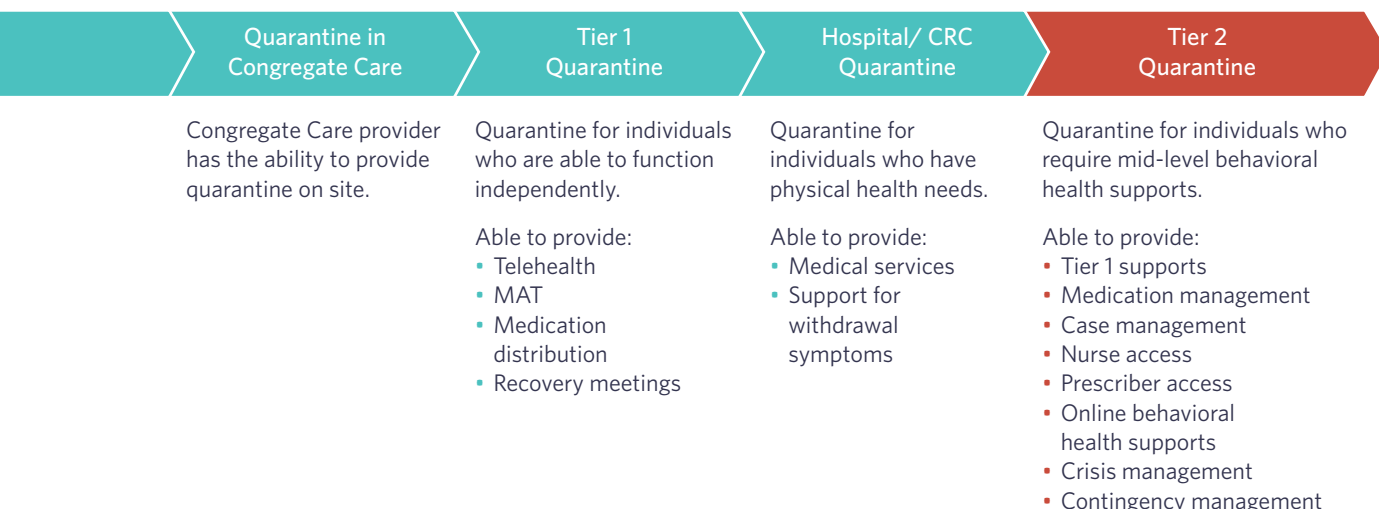 Quarantine in
Congregate Care
Tier 1
Quarantine
Hospital/ CRC
Quarantine
Tier 2
Quarantine
Congregate Care provider
has the ability to provide
quarantine on site.
Quarantine for individuals
who are able to function
independently.
Able to provide:
• Telehealth
• MAT
• Medication
distribution
• Recovery meetings
Quarantine for
individuals who have
physical health needs.
Able to provide:
• Medical services
• Support for
withdrawal
symptoms
Quarantine for individuals who
require mid-level behavioral
health supports.
Able to provide:
• Tier 1 supports
• Medication management
• Case management
• Nurse access
• Prescriber access
• Online behavioral
health supports
• Crisis management
• Contingency management